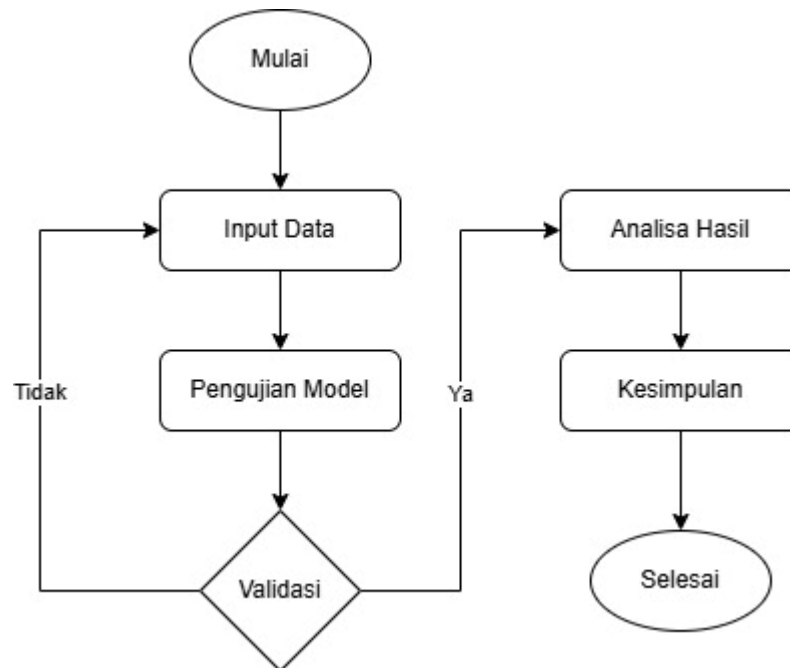 Mulai
Input Data
Pengujian Model
Validasi
Tidak
Ya
Analisa Hasil
Kesimpulan
Selesai